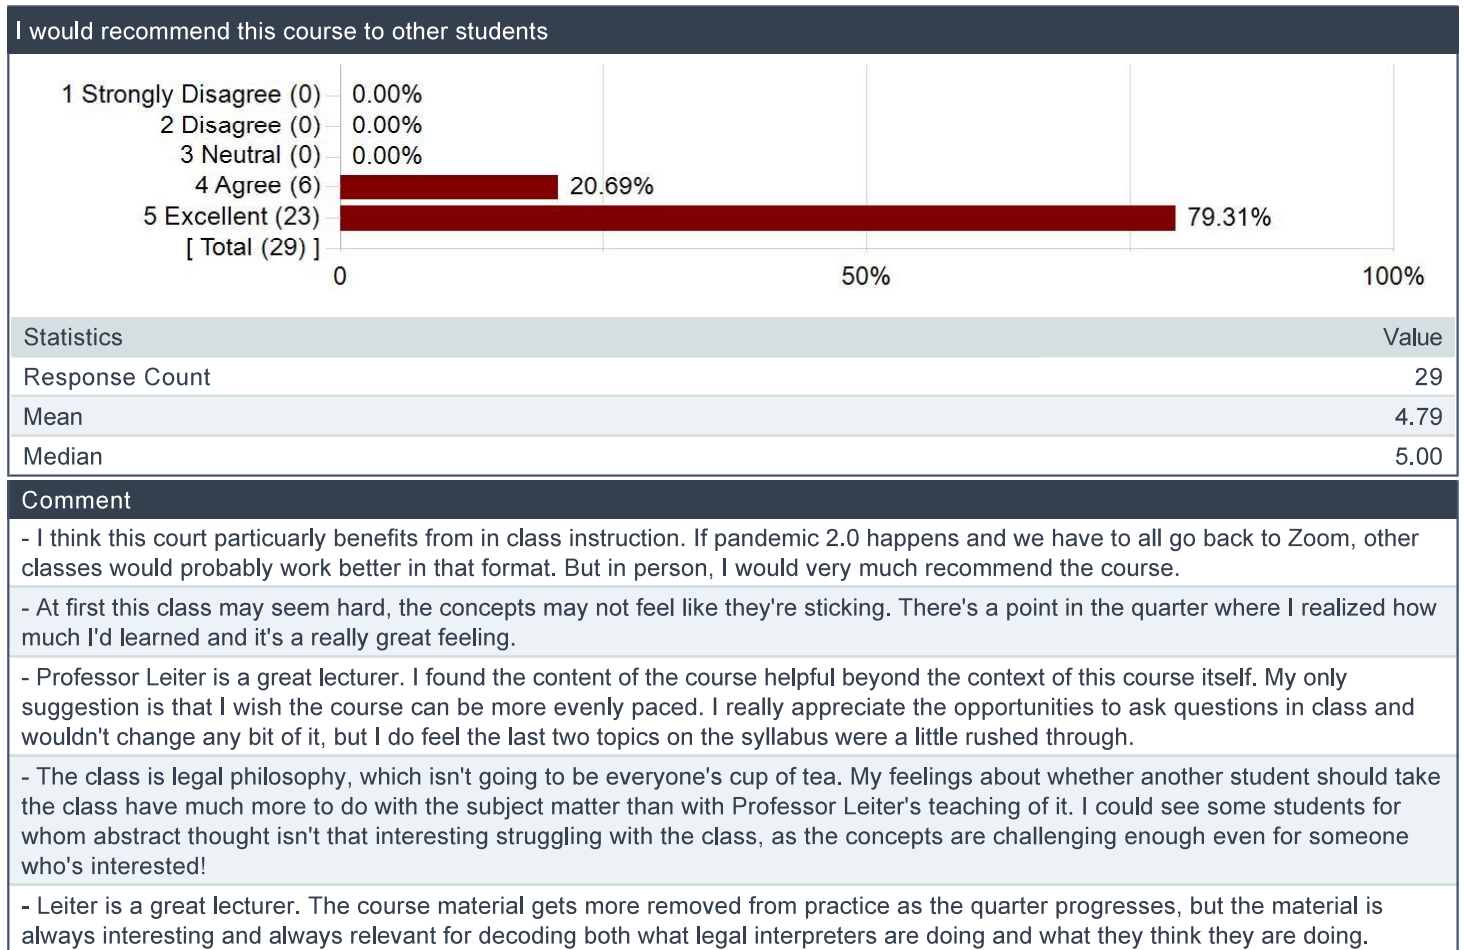 I would recommend this course to other students
1 Strongly Disagree (0) 0.00%
2 Disagree (0) 0.00%
3 Neutral (0) 0.00%
4 Agree (6) 20.69%
5 Excellent (23) 79.31%
[ Total (29) ]
0 50% 100%
Statistics Value
Response Count 29
Mean 4.79
Median 5.00
Comment
- I think this court particuarly benefits from in class instruction. If pandemic 2.0 happens and we have to all go back to Zoom, other
classes would probably work better in that format. But in person, I would very much recommend the course.
- At first this class may seem hard, the concepts may not feel like they're sticking. There's a point in the quarter where I realized how
much I'd learned and it's a really great feeling.
- Professor Leiter is a great lecturer. I found the content of the course helpful beyond the context of this course itself. My only
suggestion is that I wish the course can be more evenly paced. I really appreciate the opportunities to ask questions in class and
wouldn't change any bit of it, but I do feel the last two topics on the syllabus were a little rushed through.
- The class is legal philosophy, which isn't going to be everyone's cup of tea. My feelings about whether another student should take
the class have much more to do with the subject matter than with Professor Leiter's teaching of it. I could see some students for
whom abstract thought isn't that interesting struggling with the class, as the concepts are challenging enough even for someone
who's interested!
- Leiter is a great lecturer. The course material gets more removed from practice as the quarter progresses, but the material is
always interesting and always relevant for decoding both what legal interpreters are doing and what they think they are doing.